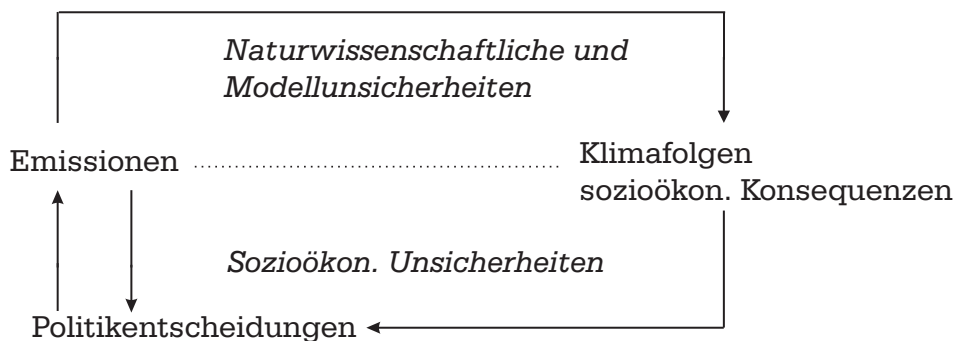 Naturwissenschaftliche und
Modellunsicherheiten
Emissionen
Klimafolgen
sozioökon. Konsequenzen
Sozioökon. Unsicherheiten
Politikentscheidungen